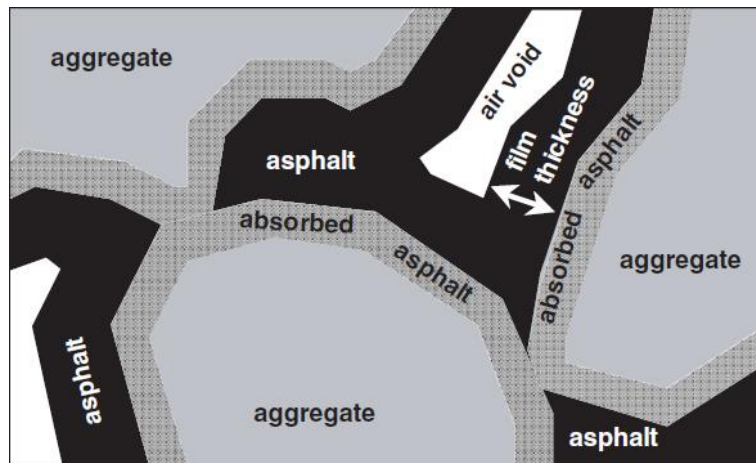 aggregate
air void
film
thickness
asphalt
asphalt
absorbed
asphalt
absorbed
aggregate
asphalt
aggregate
asphalt